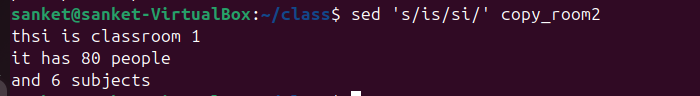 sanket@sanket-VirtualBox:~/class$ sed 's/is/si/' copy_room2
thsi is classroom 1
it has 80 people
and 6 subjects